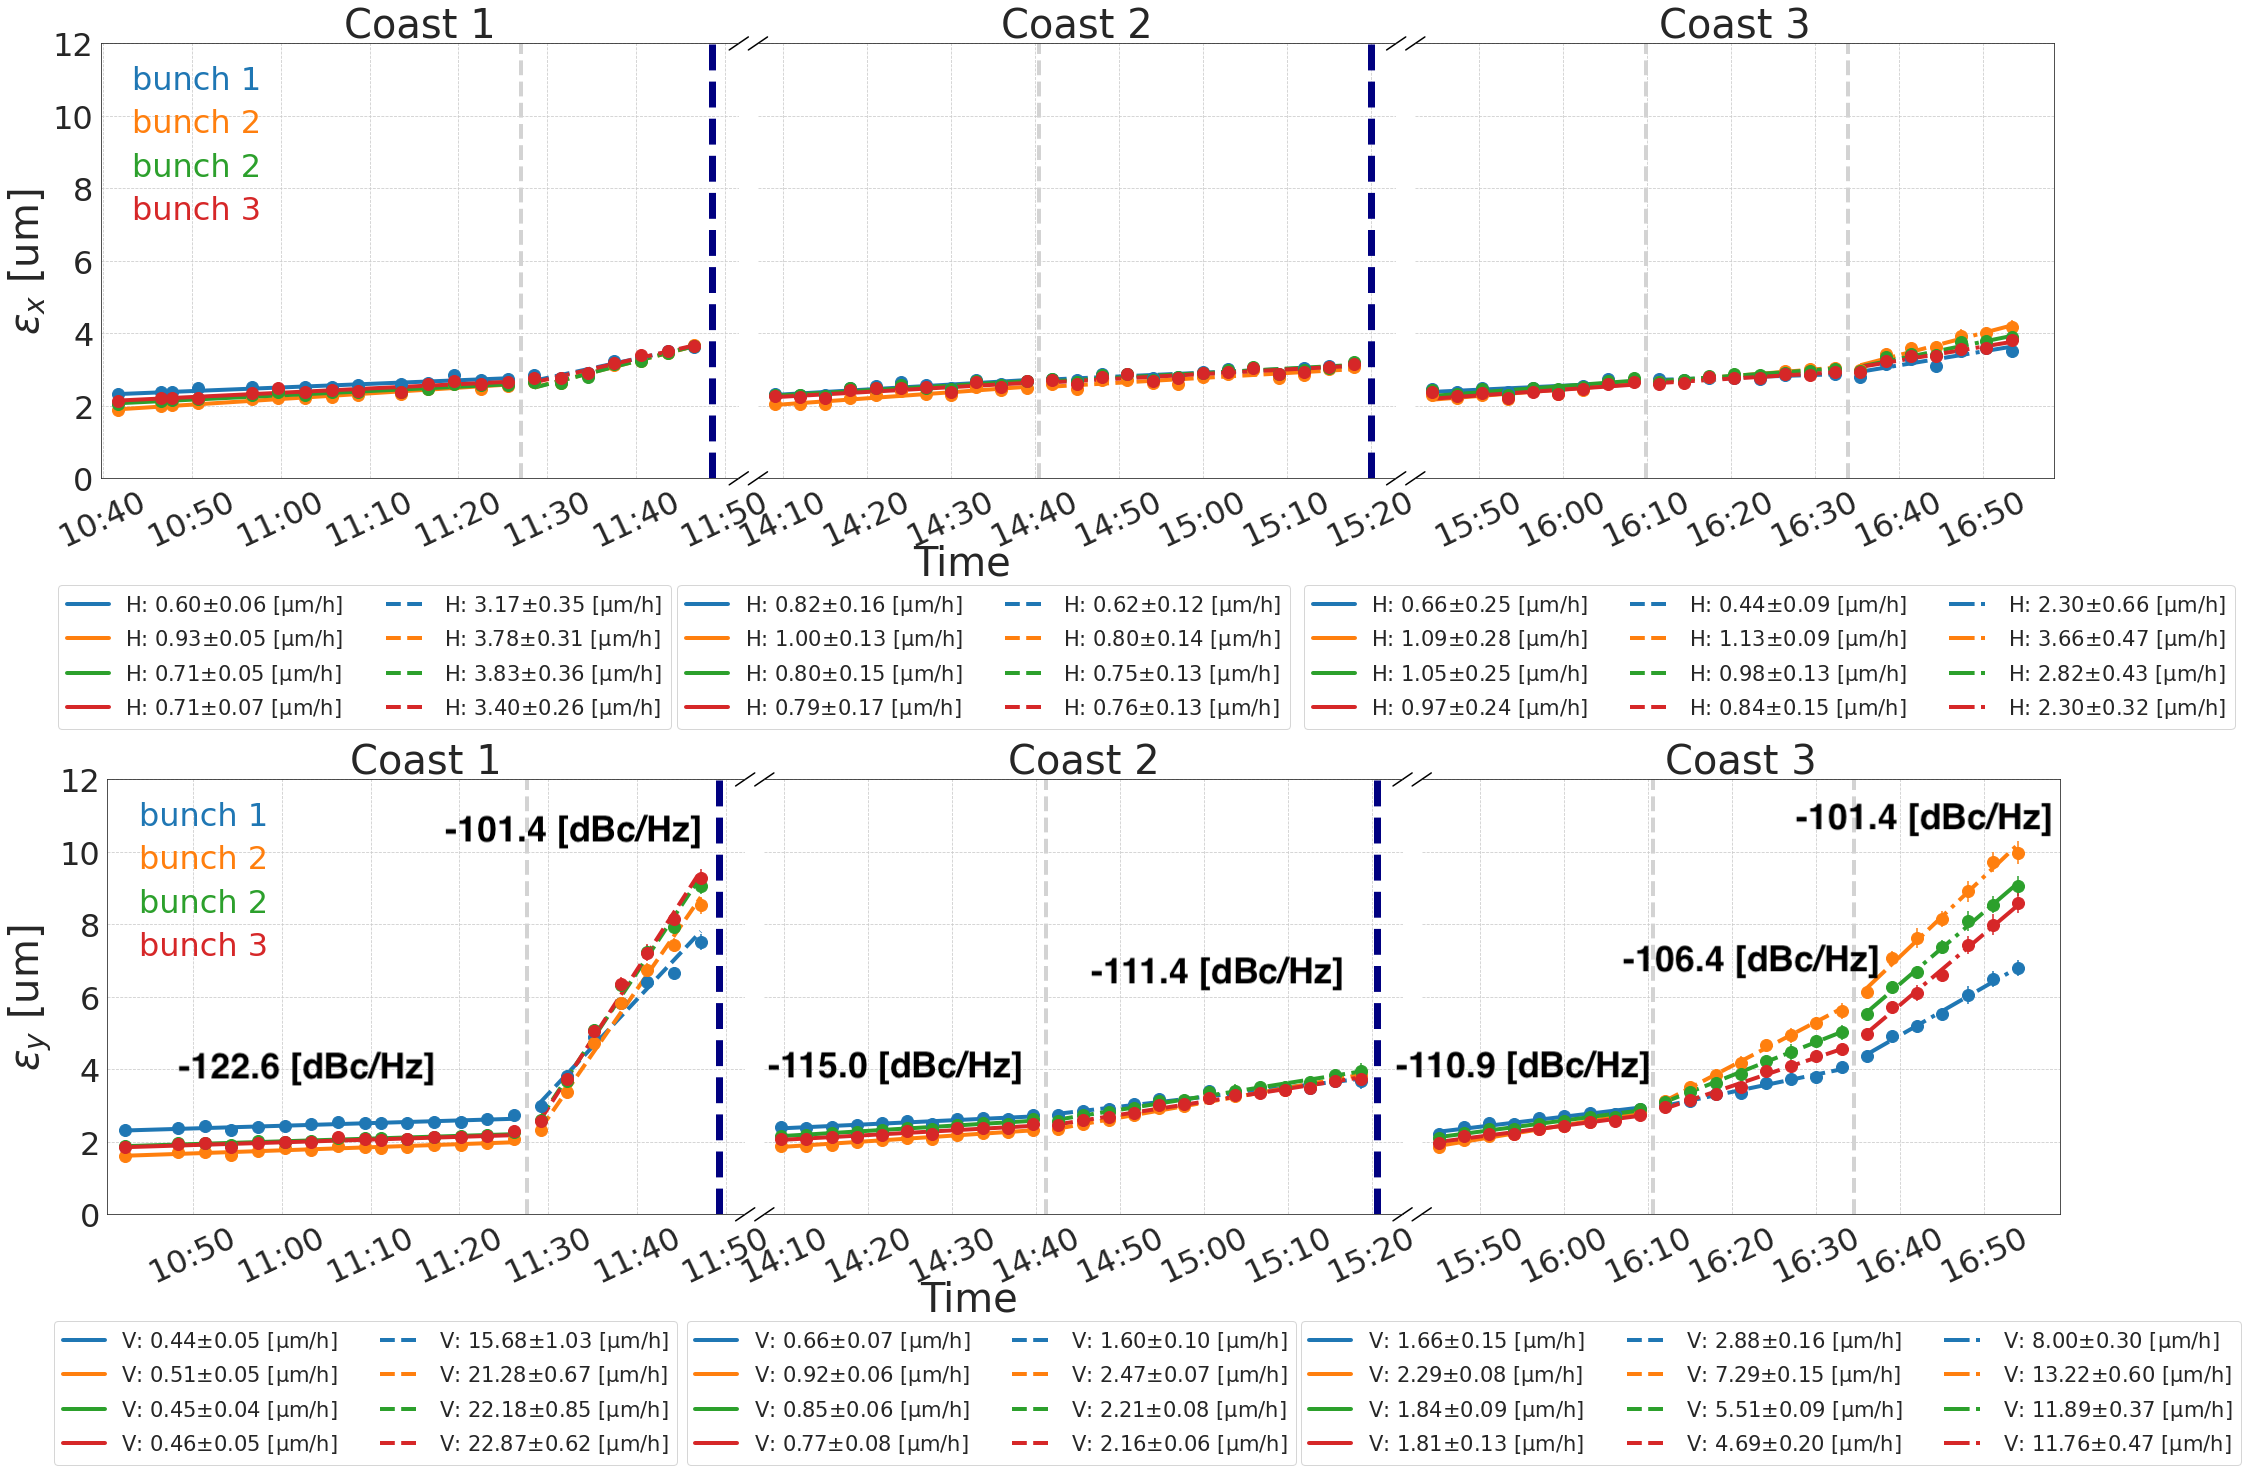 Coast 1 Coast 2 Coast 3
12
10
8
6
4
2
0
εx [um]
bunch 1
bunch 2
bunch 2
bunch 3
10:40 10:50 11:00 11:10 11:20 11:30 11:40 11:50 14:10 14:20 14:30 14:40 14:50 15:00 15:10 15:20 15:50 16:00 16:10 16:20 16:30 16:40 16:50
Time
H: 0.60±0.06 [μm/h] H: 3.17±0.35 [μm/h] H: 0.82±0.16 [μm/h] H: 0.62±0.12 [μm/h] H: 0.66±0.25 [μm/h] H: 0.44±0.09 [μm/h] H: 2.30±0.66 [μm/h]
H: 0.93±0.05 [μm/h] H: 3.78±0.31 [μm/h] H: 1.00±0.13 [μm/h] H: 0.80±0.14 [μm/h] H: 1.09±0.28 [μm/h] H: 1.13±0.09 [μm/h] H: 3.66±0.47 [μm/h]
H: 0.71±0.05 [μm/h] H: 3.83±0.36 [μm/h] H: 0.80±0.15 [μm/h] H: 0.75±0.13 [μm/h] H: 1.05±0.25 [μm/h] H: 0.98±0.13 [μm/h] H: 2.82±0.43 [μm/h]
H: 0.71±0.07 [μm/h] H: 3.40±0.26 [μm/h] H: 0.79±0.17 [μm/h] H: 0.76±0.13 [μm/h] H: 0.97±0.24 [μm/h] H: 0.84±0.15 [μm/h] H: 2.30±0.32 [μm/h]
Coast 1 Coast 2 Coast 3
12
10
8
6
4
2
0
εy [um]
bunch 1
bunch 2
bunch 2
bunch 3
-122.6 [dBc/Hz]
-101.4 [dBc/Hz]
-115.0 [dBc/Hz]
-111.4 [dBc/Hz]
-110.9 [dBc/Hz]
-106.4 [dBc/Hz]
-101.4 [dBc/Hz]
10:50 11:00 11:10 11:20 11:30 11:40 11:50 14:10 14:20 14:30 14:40 14:50 15:00 15:10 15:20 15:50 16:00 16:10 16:20 16:30 16:40 16:50
Time
V: 0.44±0.05 [μm/h] V: 15.68±1.03 [μm/h] V: 0.66±0.07 [μm/h] V: 1.60±0.10 [μm/h] V: 1.66±0.15 [μm/h] V: 2.88±0.16 [μm/h] V: 8.00±0.30 [μm/h]
V: 0.51±0.05 [μm/h] V: 21.28±0.67 [μm/h] V: 0.92±0.06 [μm/h] V: 2.47±0.07 [μm/h] V: 2.29±0.08 [μm/h] V: 7.29±0.15 [μm/h] V: 13.22±0.60 [μm/h]
V: 0.45±0.04 [μm/h] V: 22.18±0.85 [μm/h] V: 0.85±0.06 [μm/h] V: 2.21±0.08 [μm/h] V: 1.84±0.09 [μm/h] V: 5.51±0.09 [μm/h] V: 11.89±0.37 [μm/h]
V: 0.46±0.05 [μm/h] V: 22.87±0.62 [μm/h] V: 0.77±0.08 [μm/h] V: 2.16±0.06 [μm/h] V: 1.81±0.13 [μm/h] V: 4.69±0.20 [μm/h] V: 11.76±0.47 [μm/h]